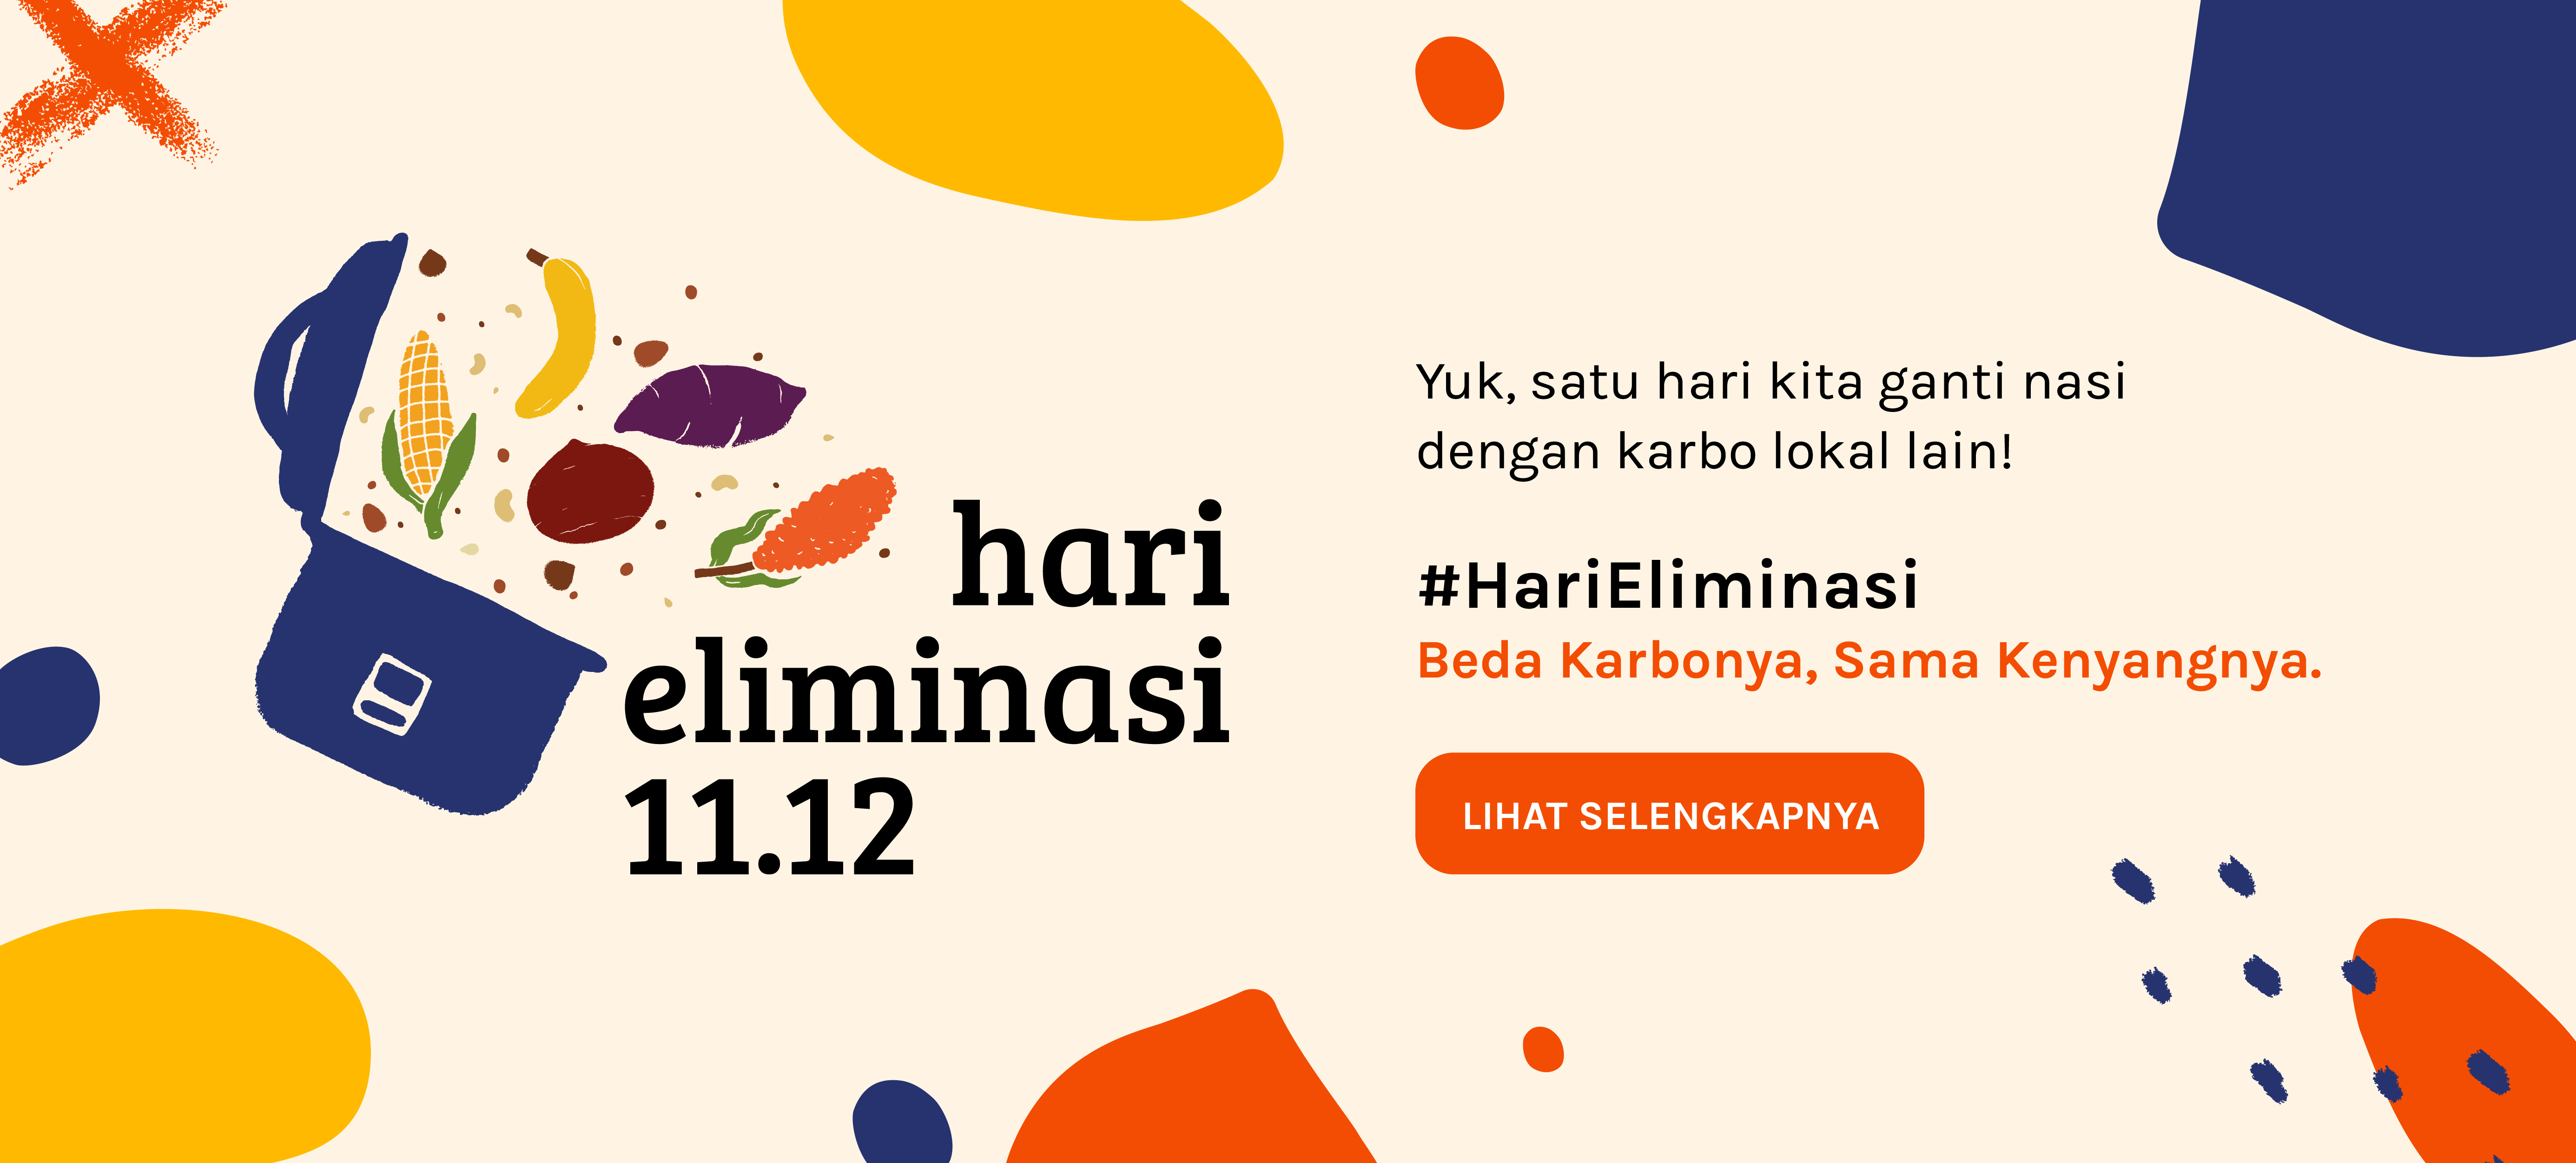 hari
eliminasi
11.12
Yuk, satu hari kita ganti nasi
dengan karbo lokal lain!
#HariEliminasi
Beda Karbonya, Sama Kenyangnya.
LIHAT SELENGKAPNYA